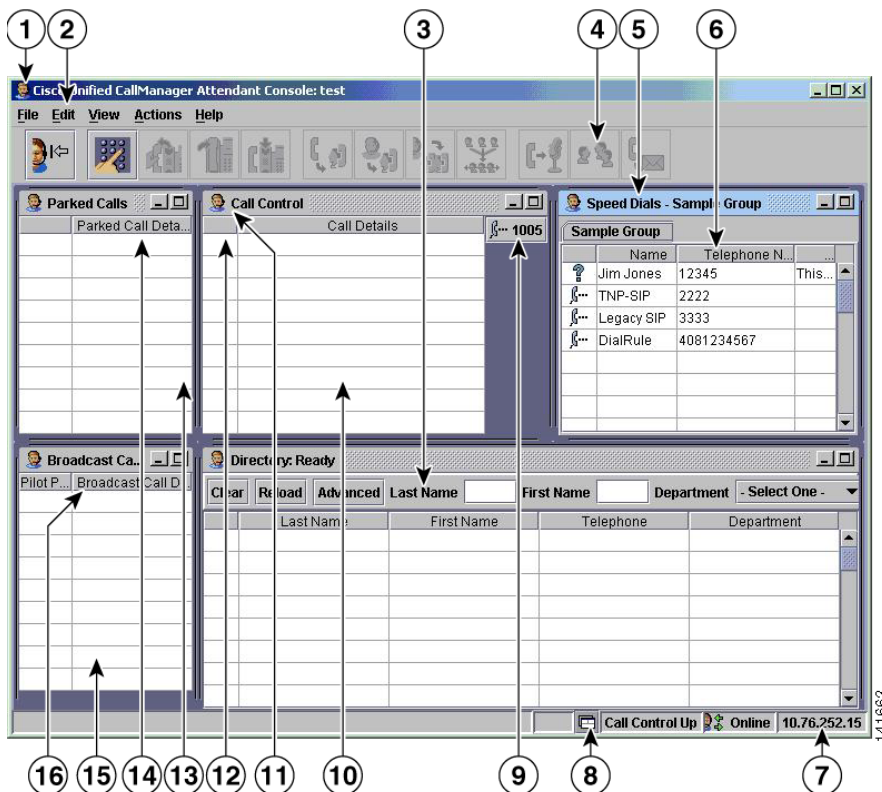 1 2 3 4 5 6
Cisco Unified CallManager Attendant Console: test
File Edit View Actions Help
Parked Calls
Parked Call Deta...
Call Control
Call Details
1005
Speed Dials - Sample Group
Sample Group
Name Telephone N... ...
Jim Jones 12345 This...
TNP-SIP 2222
Legacy SIP 3333
DialRule 4081234567
Broadcast Ca...
Pilot P... Broadcast Call D...
Directory: Ready
Clear Reload Advanced Last Name First Name Department - Select One -
Last Name First Name Telephone Department
Call Control Up Online 10.76.252.15
141662
16 15 14 13 12 11 10 9 8 7